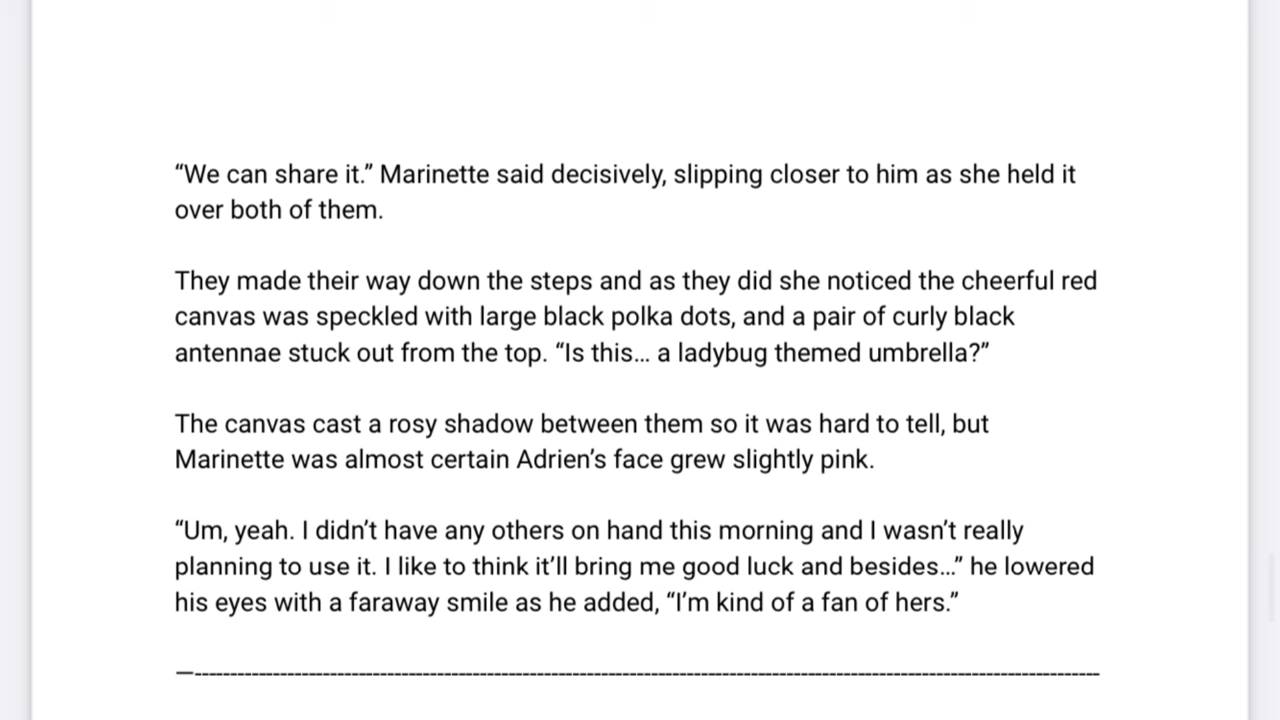 “We can share it.” Marinette said decisively, slipping closer to him as she held it
over both of them.
They made their way down the steps and as they did she noticed the cheerful red
canvas was speckled with large black polka dots, and a pair of curly black
antennae stuck out from the top. “Is this… a ladybug themed umbrella?”
The canvas cast a rosy shadow between them so it was hard to tell, but
Marinette was almost certain Adrien’s face grew slightly pink.
“Um, yeah. I didn’t have any others on hand this morning and I wasn’t really
planning to use it. I like to think it’ll bring me good luck and besides…” he lowered
his eyes with a faraway smile as he added, “I’m kind of a fan of hers.”